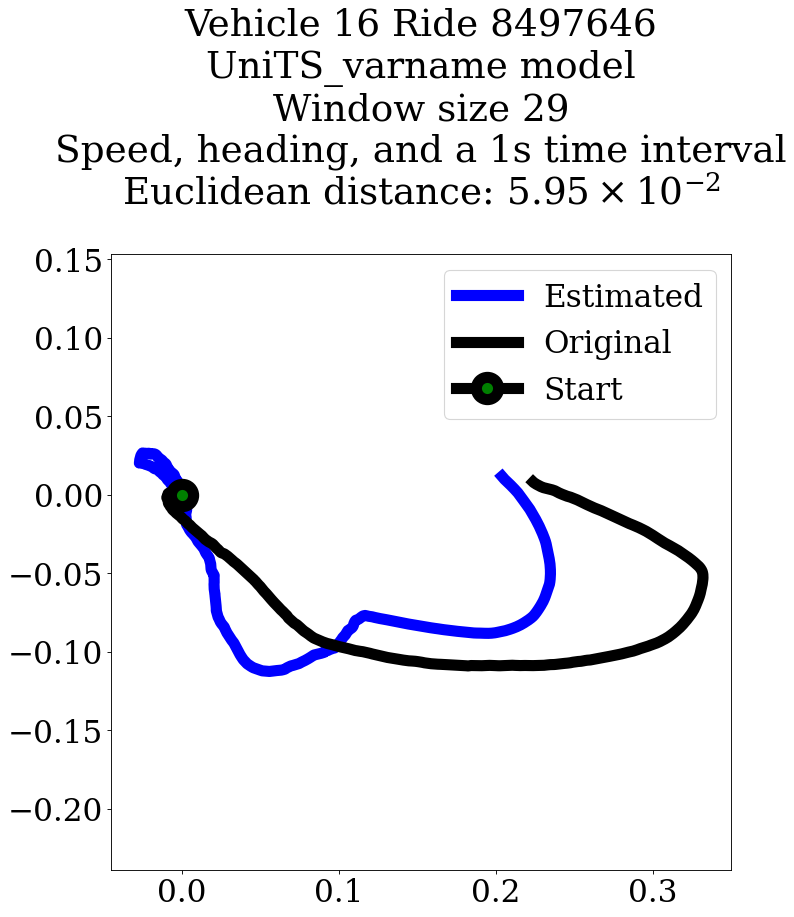 Vehicle 16 Ride 8497646
UniTS_varname model
Window size 29
Speed, heading, and a 1s time interval
Euclidean distance: 5.95 × 10⁻²
Estimated
Original
Start
0.15
0.10
0.05
0.00
−0.05
−0.10
−0.15
−0.20
0.0 0.1 0.2 0.3